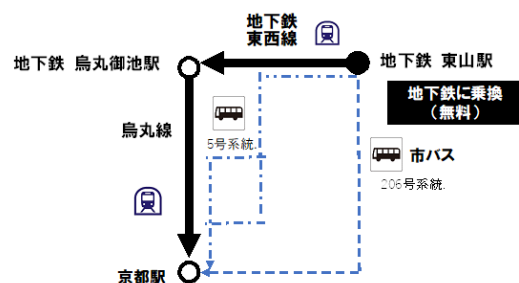 地下鉄
東西線
地下鉄 烏丸御池駅
地下鉄 東山駅
地下鉄に乗換
（無料）
烏丸線
5号系統.
市バス
206号系統.
京都駅